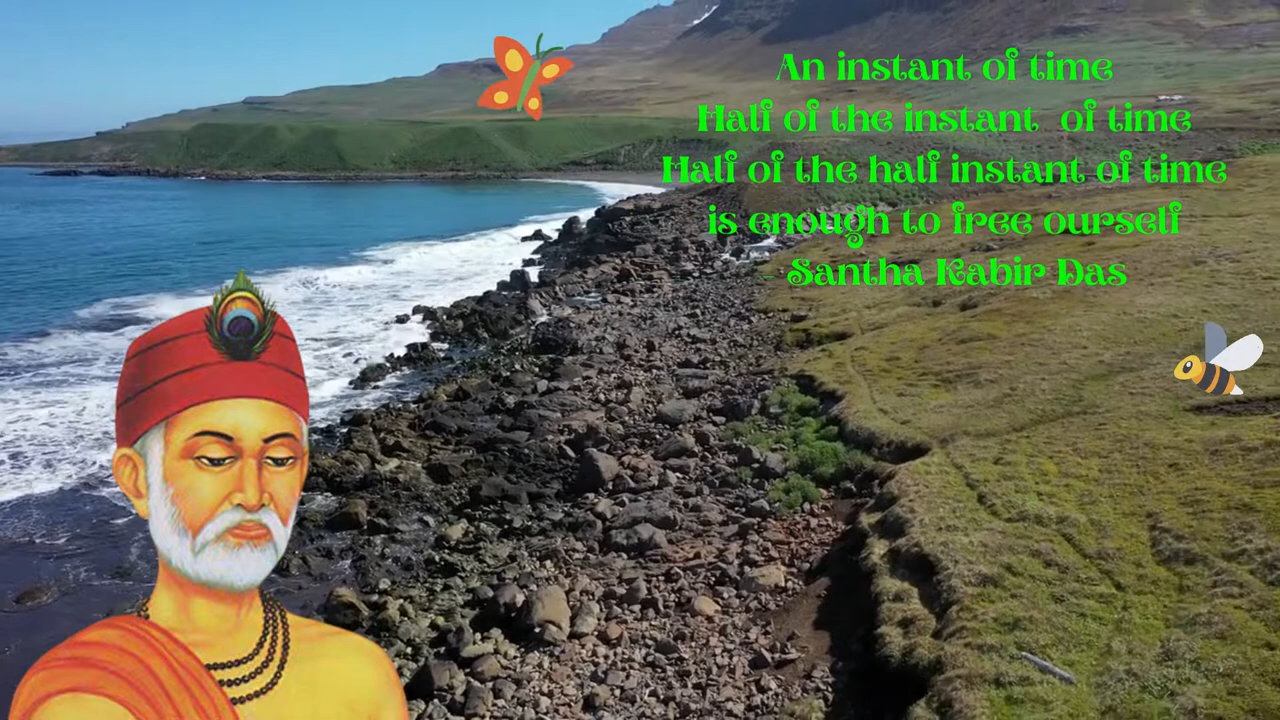 An instant of time
Half of the instant of time
Half of the half instant of time
is enough to free ourself
- Santha Kabir Das